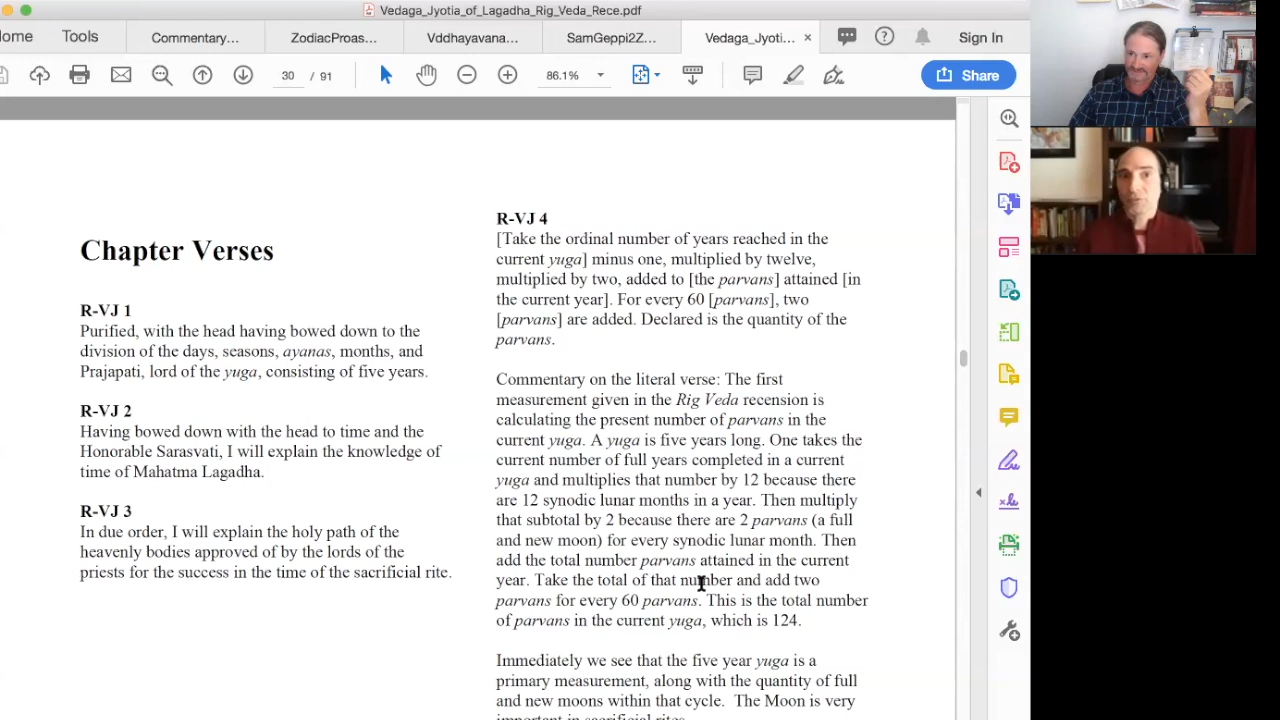 Vedaga_Jyotia_of_Lagadha_Rig_Veda_Rece.pdf
ome
Tools
Commentary...
ZodiacProas...
Vddhayavaňa...
SamGeppi2Z...
Vedaga_Jyoti...
×
Sign In
30 / 91
86.1%
Share
Chapter Verses
R-VJ 1
Purified, with the head having bowed down to the
division of the days, seasons, ayanas, months, and
Prajapati, lord of the yuga, consisting of five years.
R-VJ 2
Having bowed down with the head to time and the
Honorable Sarasvati, I will explain the knowledge of
time of Mahatma Lagadha.
R-VJ 3
In due order, I will explain the holy path of the
heavenly bodies approved of by the lords of the
priests for the success in the time of the sacrificial rite.
R-VJ 4
[Take the ordinal number of years reached in the
current yuga] minus one, multiplied by twelve,
multiplied by two, added to [the parvans] attained [in
the current year]. For every 60 [parvans], two
[parvans] are added. Declared is the quantity of the
parvans.
Commentary on the literal verse: The first
measurement given in the Rig Veda recension is
calculating the present number of parvans in the
current yuga. A yuga is five years long. One takes the
current number of full years completed in a current
yuga and multiplies that number by 12 because there
are 12 synodic lunar months in a year. Then multiply
that subtotal by 2 because there are 2 parvans (a full
and new moon) for every synodic lunar month. Then
add the total number parvans attained in the current
year. Take the total of that number and add two
parvans for every 60 parvans. This is the total number
of parvans in the current yuga, which is 124.
Immediately we see that the five year yuga is a
primary measurement, along with the quantity of full
and new moons within that cycle. The Moon is very
important in sacrificial rites.